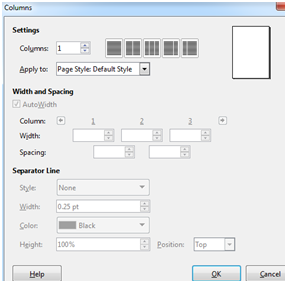 Columns
Settings
Columns: 1
Apply to: Page Style: Default Style
Width and Spacing
AutoWidth
Column: 1 2 3
Width:
Spacing:
Separator Line
Style: None
Width: 0.25 pt
Color: Black
Height: 100% Position: Top
Help OK Cancel